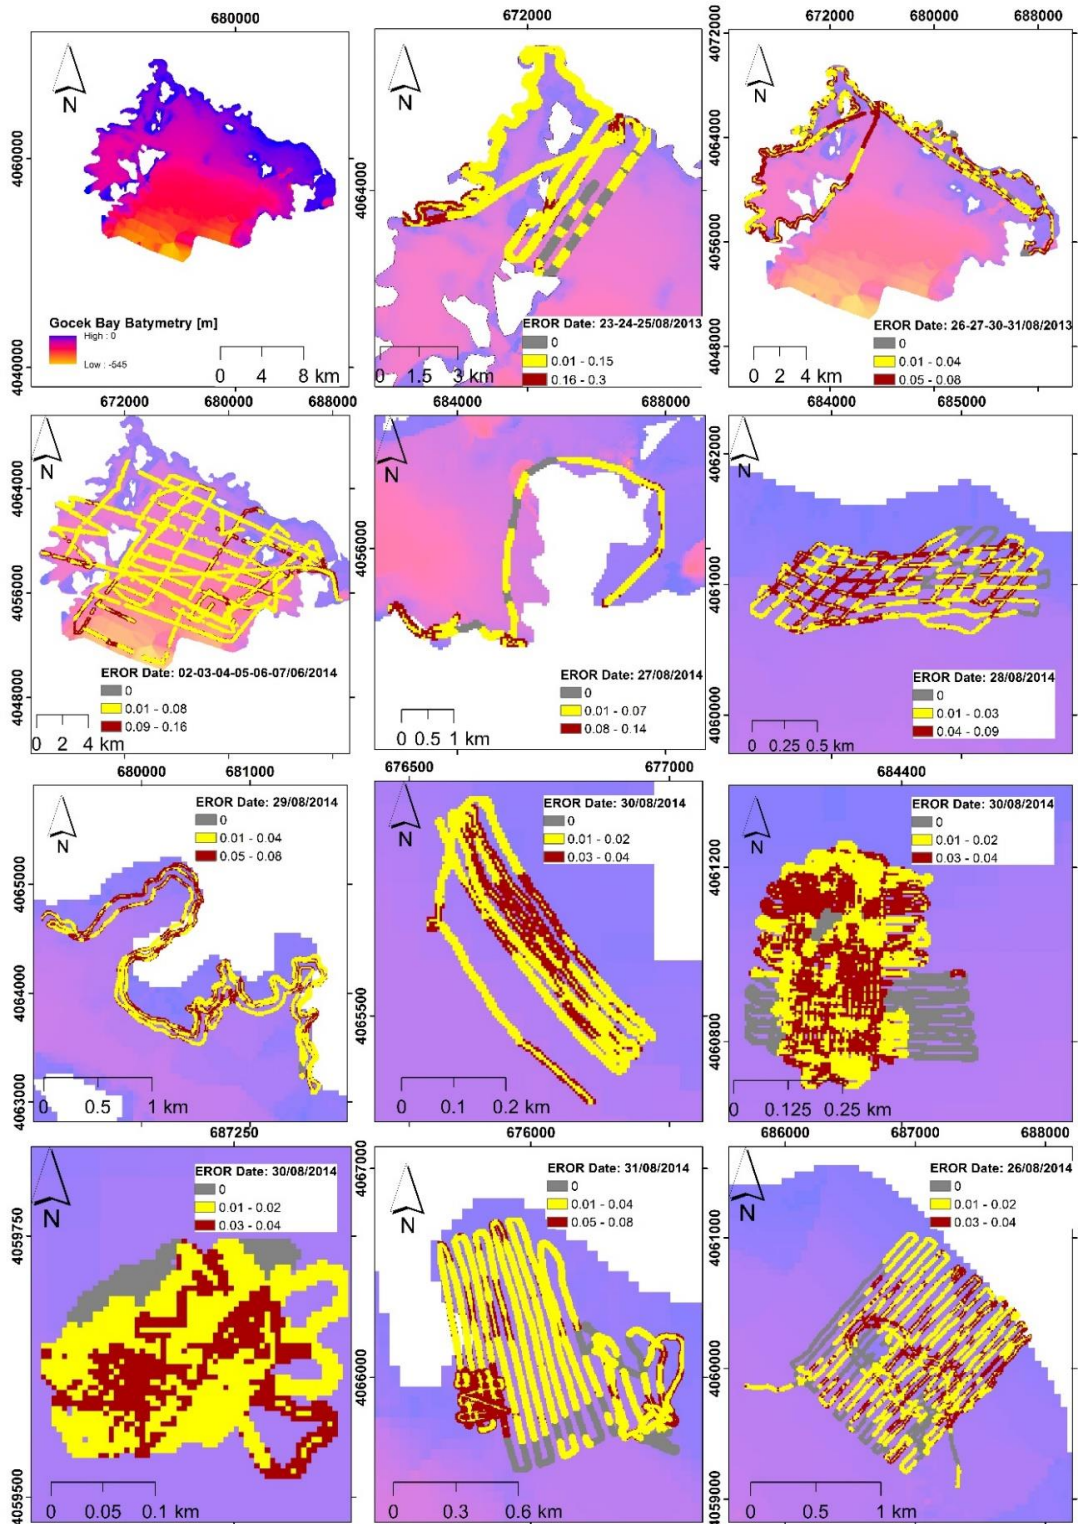 680000
4060000
4040000
N
Gocek Bay Batymetry [m]
High : 0
Low : -545
0 4 8 km
672000
4064000
N
EROR Date: 23-24-25/08/2013
0
0.01 - 0.15
0.16 - 0.3
0 1.5 3 km
672000 680000 688000
4072000
4064000
4056000
4048000
N
EROR Date: 26-27-30-31/08/2013
0
0.01 - 0.04
0.05 - 0.08
0 2 4 km
672000 680000 688000
4064000
4056000
4048000
N
EROR Date: 02-03-04-05-06-07/06/2014
0
0.01 - 0.08
0.09 - 0.16
0 2 4 km
684000 688000
4056000
N
EROR Date: 27/08/2014
0
0.01 - 0.07
0.08 - 0.14
0 0.5 1 km
684000 685000
4062000
4061000
4060000
N
EROR Date: 28/08/2014
0
0.01 - 0.03
0.04 - 0.09
0 0.25 0.5 km
680000 681000
4065000
4064000
4063000
N
EROR Date: 29/08/2014
0
0.01 - 0.04
0.05 - 0.08
0 0.5 1 km
676500 677000
4065500
N
EROR Date: 30/08/2014
0
0.01 - 0.02
0.03 - 0.04
0 0.1 0.2 km
684400
4061200
4060800
N
EROR Date: 30/08/2014
0
0.01 - 0.02
0.03 - 0.04
0 0.125 0.25 km
687250
4059750
4059500
N
EROR Date: 30/08/2014
0
0.01 - 0.02
0.03 - 0.04
0 0.05 0.1 km
676000
4067000
4066000
N
EROR Date: 31/08/2014
0
0.01 - 0.04
0.05 - 0.08
0 0.3 0.6 km
686000 687000 688000
4061000
4060000
4059000
N
EROR Date: 26/08/2014
0
0.01 - 0.02
0.03 - 0.04
0 0.5 1 km